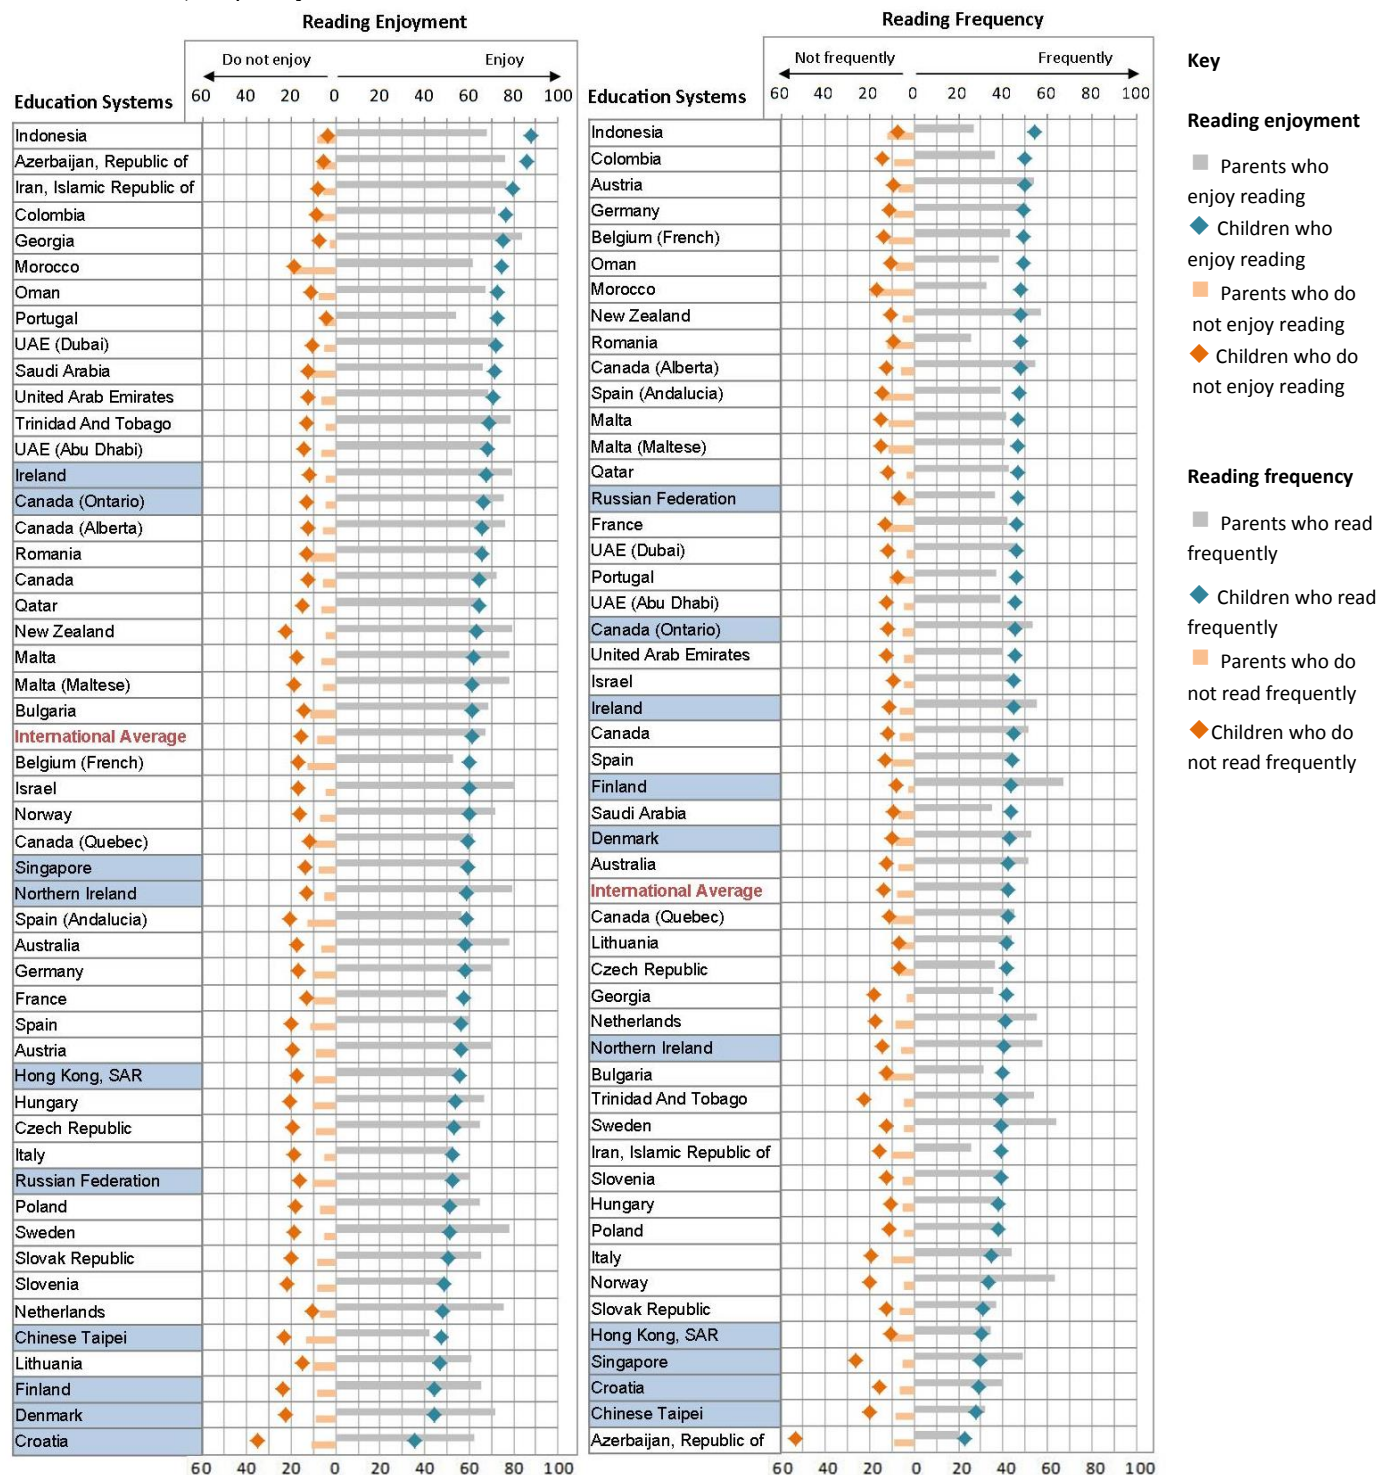 Reading Enjoyment
Do not enjoy
Enjoy
Education Systems
60 40 20 0 20 40 60 80 100
Indonesia
Azerbaijan, Republic of
Iran, Islamic Republic of
Colombia
Georgia
Morocco
Oman
Portugal
UAE (Dubai)
Saudi Arabia
United Arab Emirates
Trinidad And Tobago
UAE (Abu Dhabi)
Ireland
Canada (Ontario)
Canada (Alberta)
Romania
Canada
Qatar
New Zealand
Malta
Malta (Maltese)
Bulgaria
International Average
Belgium (French)
Israel
Norway
Canada (Quebec)
Singapore
Northern Ireland
Spain (Andalucia)
Australia
Germany
France
Spain
Austria
Hong Kong, SAR
Hungary
Czech Republic
Italy
Russian Federation
Poland
Sweden
Slovak Republic
Slovenia
Netherlands
Chinese Taipei
Lithuania
Finland
Denmark
Croatia
60 40 20 0 20 40 60 80 100
Reading Frequency
Not frequently
Frequently
Education Systems
60 40 20 0 20 40 60 80 100
Indonesia
Colombia
Austria
Germany
Belgium (French)
Oman
Morocco
New Zealand
Romania
Canada (Alberta)
Spain (Andalucia)
Malta
Malta (Maltese)
Qatar
Russian Federation
France
UAE (Dubai)
Portugal
UAE (Abu Dhabi)
Canada (Ontario)
United Arab Emirates
Israel
Ireland
Canada
Spain
Finland
Saudi Arabia
Denmark
Australia
International Average
Canada (Quebec)
Lithuania
Czech Republic
Georgia
Netherlands
Northern Ireland
Bulgaria
Trinidad And Tobago
Sweden
Iran, Islamic Republic of
Slovenia
Hungary
Poland
Italy
Norway
Slovak Republic
Hong Kong, SAR
Singapore
Croatia
Chinese Taipei
Azerbaijan, Republic of
60 40 20 0 20 40 60 80 100
Key
Reading enjoyment
Parents who
enjoy reading
Children who
enjoy reading
Parents who do
not enjoy reading
Children who do
not enjoy reading
Reading frequency
Parents who read
frequently
Children who read
frequently
Parents who do
not read frequently
Children who do
not read frequently